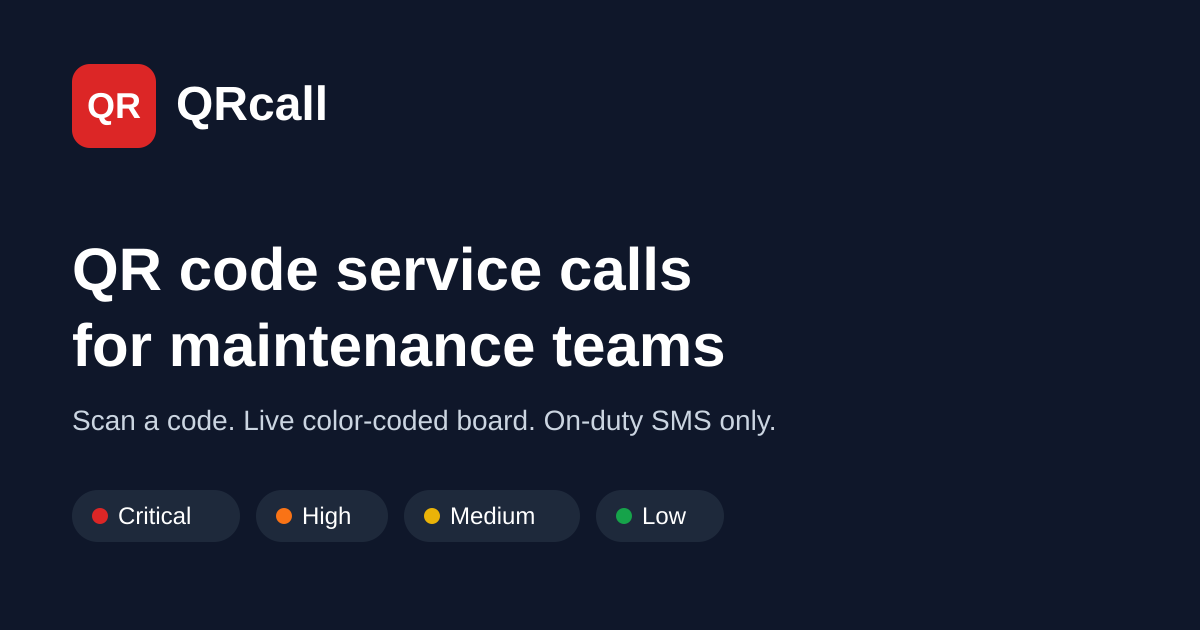 QR QRcall
QR code service calls
for maintenance teams
Scan a code. Live color-coded board. On-duty SMS only.
Critical High Medium Low